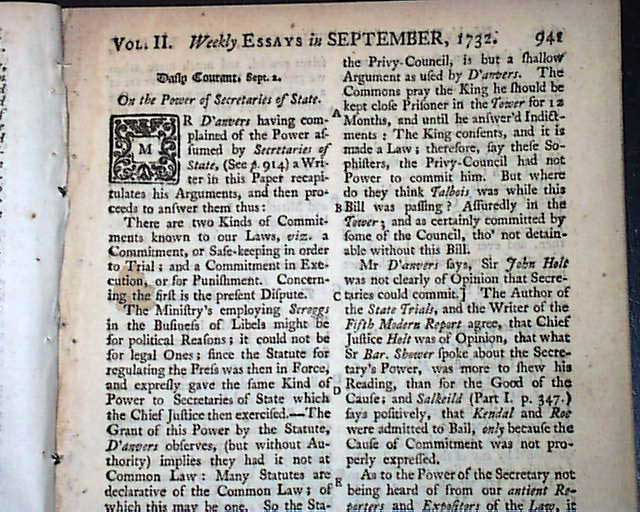 VOL. II. Weekly ESSAYS in SEPTEMBER, 1732. 941
Daily Courant. Sept. 2.
On the Power of Secretaries of State.
MR D'anvers having com-
plained of the Power as-
sumed by Secretaries of
State, (See p. 914) a Wri-
ter in this Paper recapi-
tulates his Arguments, and then pro-
ceeds to answer them thus:
There are two Kinds of Commit-
ments known to our Laws, viz. a
Commitment, or Safe-keeping in order
to Trial; and a Commitment in Exe-
cution, or for Punishment. Concern-
ing the first is the present Dispute.
The Ministry's employing Scroggs
in the Business of Libels might be
for political Reasons; it could not be
for legal Ones; since the Statute for
regulating the Press was then in Force,
and expresly gave the same Kind of
Power to Secretaries of State which
the Chief Justice then exercised.—The
Grant of this Power by the Statute,
D'anvers observes, (but without Au-
thority) implies they had it not at
Common Law: Many Statutes are
declarative of the Common Law; of
which this may be one. So the Sta-
A
B
C
D
E
the Privy-Council, is but a shallow
Argument as used by D'anvers. The
Commons pray the King he should be
kept close Prisoner in the Tower for 12
Months, and until he answer'd Indict-
ments: The King consents, and it is
made a Law; therefore, say these So-
phisters, the Privy-Council had not
Power to commit him. But where
do they think Talbois was while this
Bill was passing? Assuredly in the
Tower; and as certainly committed by
some of the Council, tho' not detain-
able without this Bill.
Mr D'anvers says, Sir John Holt
was not clearly of Opinion that Secre-
taries could commit.] The Author of
the State Trials, and the Writer of the
Fifth Modern Report agree, that Chief
Justice Holt was of Opinion, that what
Sr Bar. Shower spoke about the Secre-
tary's Power, was more to shew his
Reading, than for the Good of the
Cause; and Salkeild (Part I. p. 347.)
says positively, that Kendal and Roe
were admitted to Bail, only because the
Cause of Commitment was not pro-
perly expressed.
As to the Power of the Secretary not
being heard of from our antient Re-
porters and Expositors of the Law, it